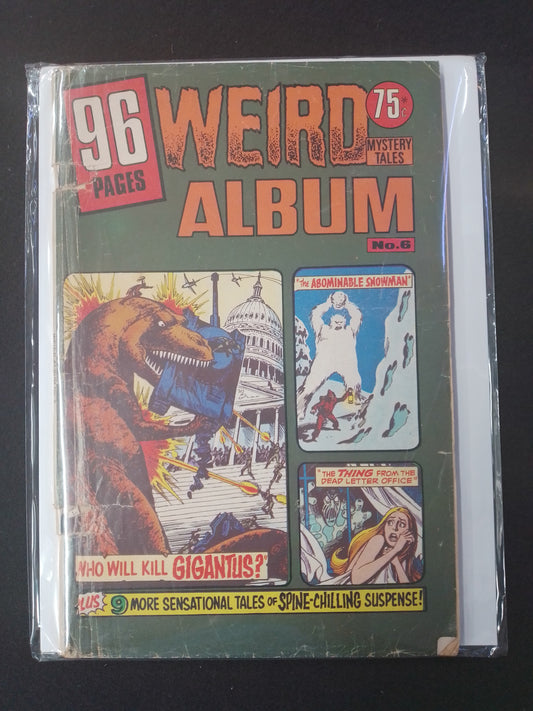 96
PAGES
WEIRD
75c
MYSTERY
TALES
ALBUM
No.6
"The ABOMINABLE SNOWMAN"
"THE THING FROM THE
DEAD LETTER OFFICE"
WHO WILL KILL GIGANTUS?"
PLUS 9 MORE SENSATIONAL TALES OF SPINE-CHILLING SUSPENSE!